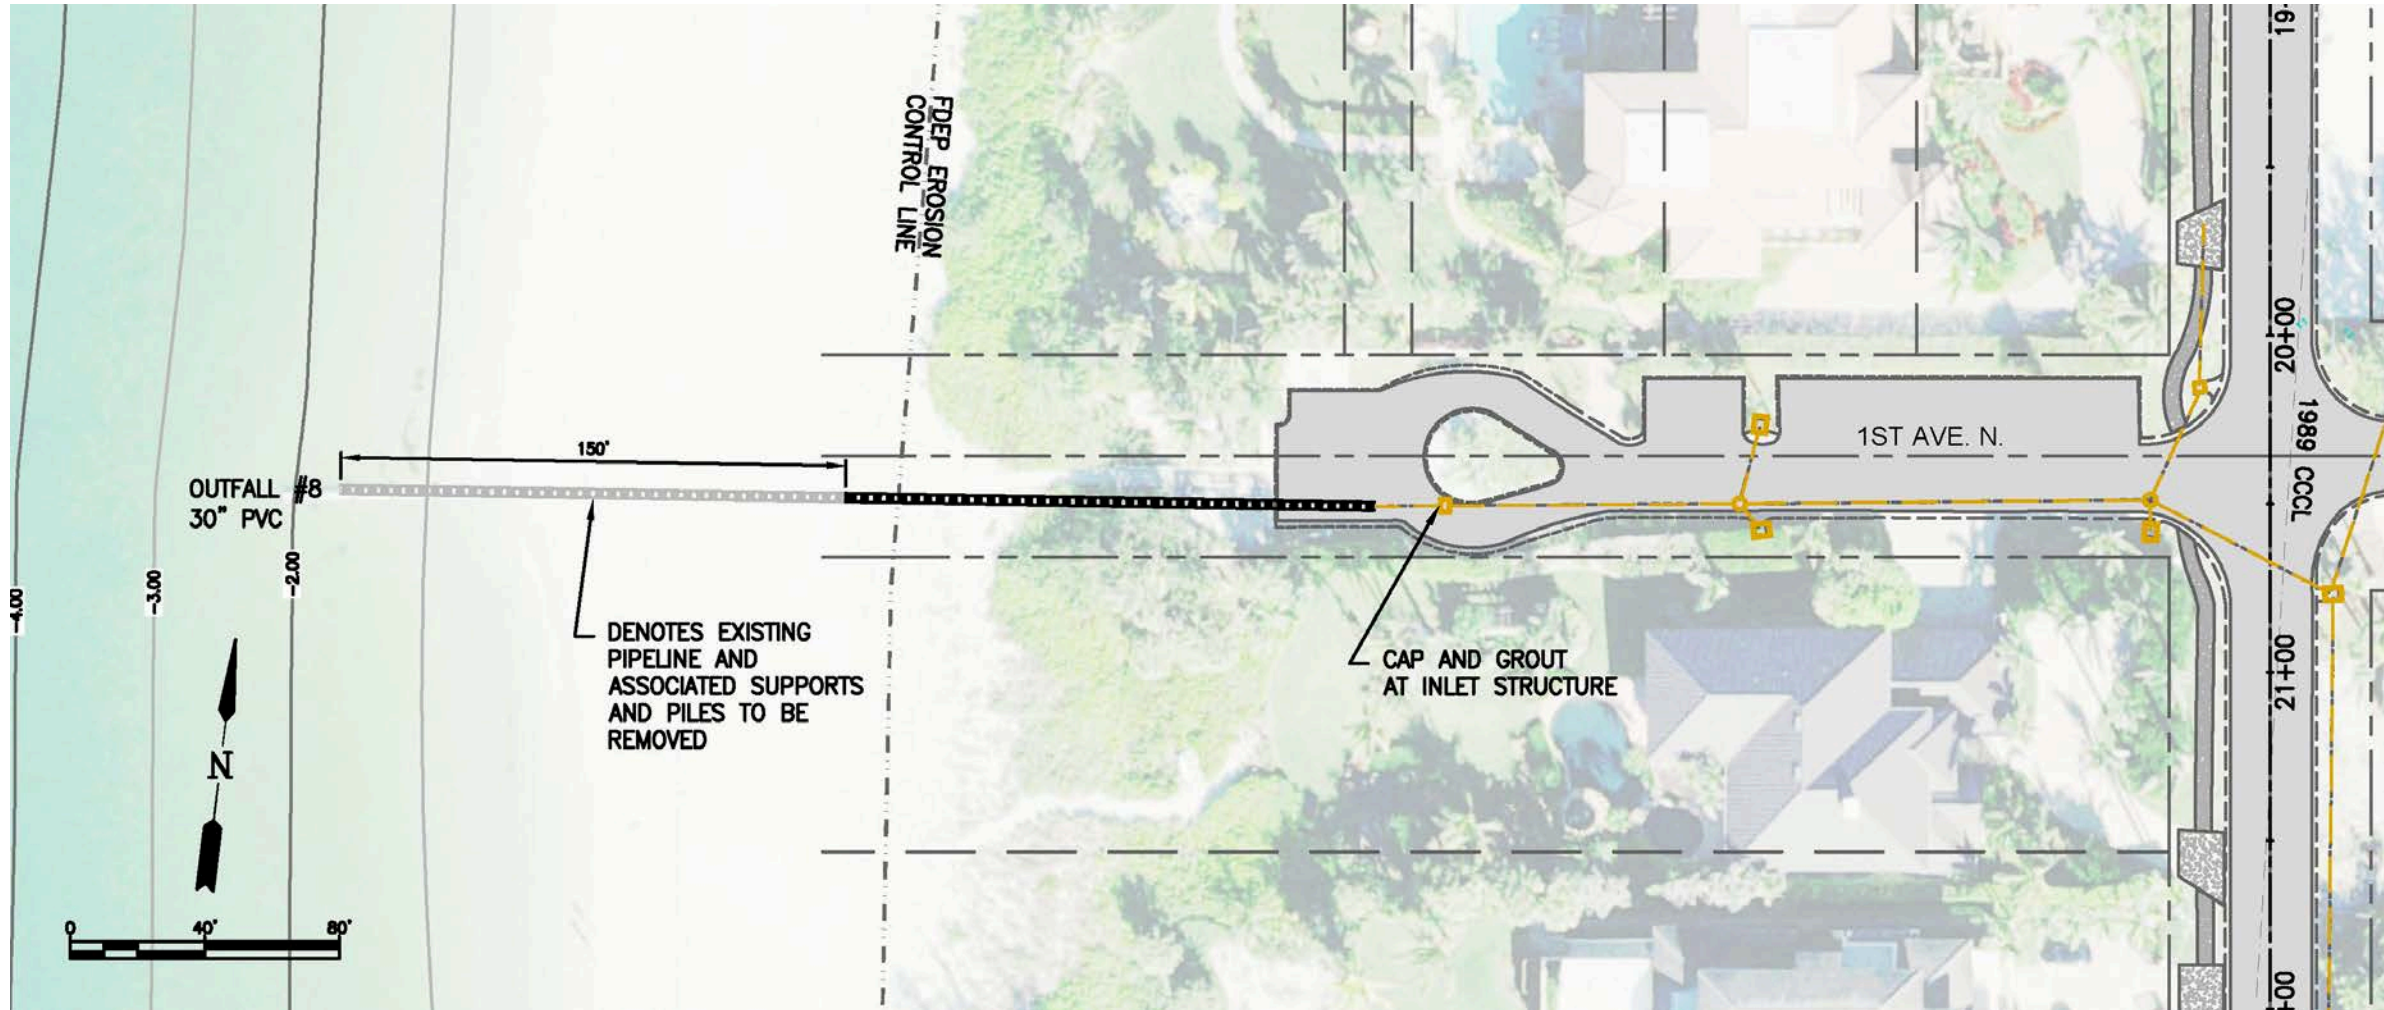 19+
FDEP EROSION
CONTROL LINE
20+00
1989 CCCL
1ST AVE. N.
150'
OUTFALL #8
30" PVC
-4.00
-3.00
-2.00
DENOTES EXISTING
PIPELINE AND
ASSOCIATED SUPPORTS
AND PILES TO BE
REMOVED
CAP AND GROUT
AT INLET STRUCTURE
21+00
N
0 40' 80'
+00